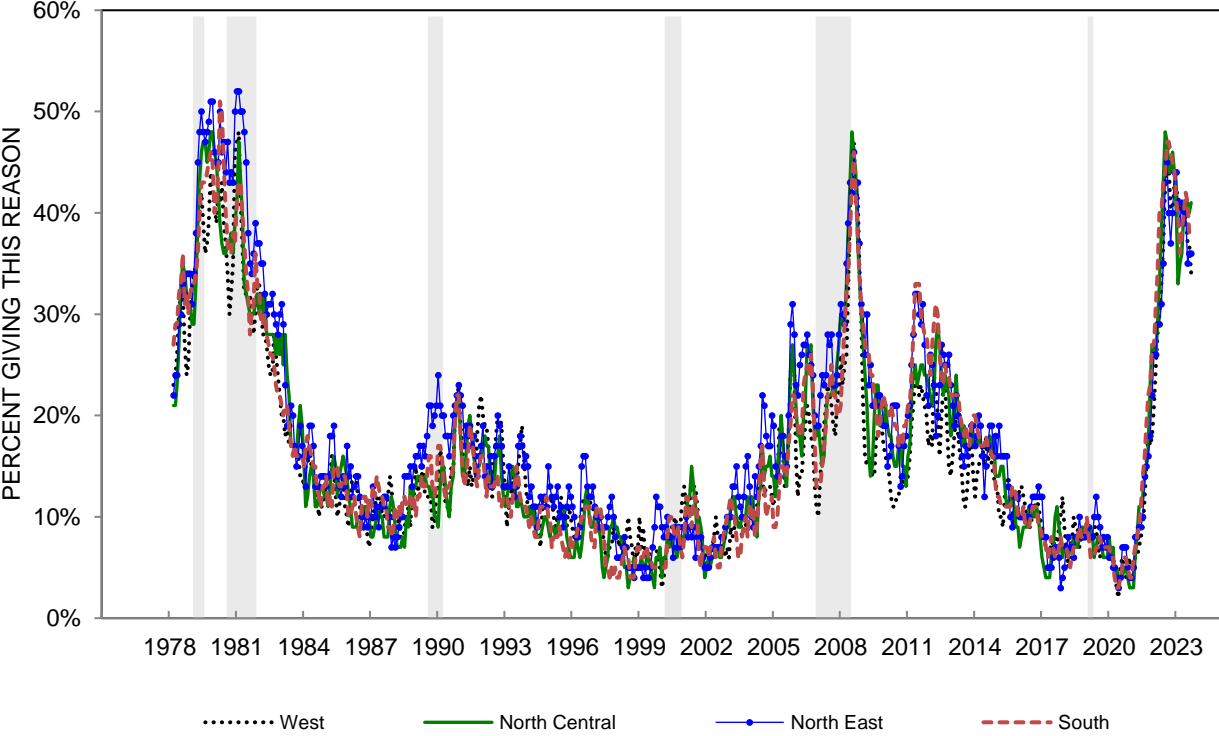 60%
50%
40%
30%
20%
10%
0%
PERCENT GIVING THIS REASON
1978 1981 1984 1987 1990 1993 1996 1999 2002 2005 2008 2011 2014 2017 2020 2023
West North Central North East South